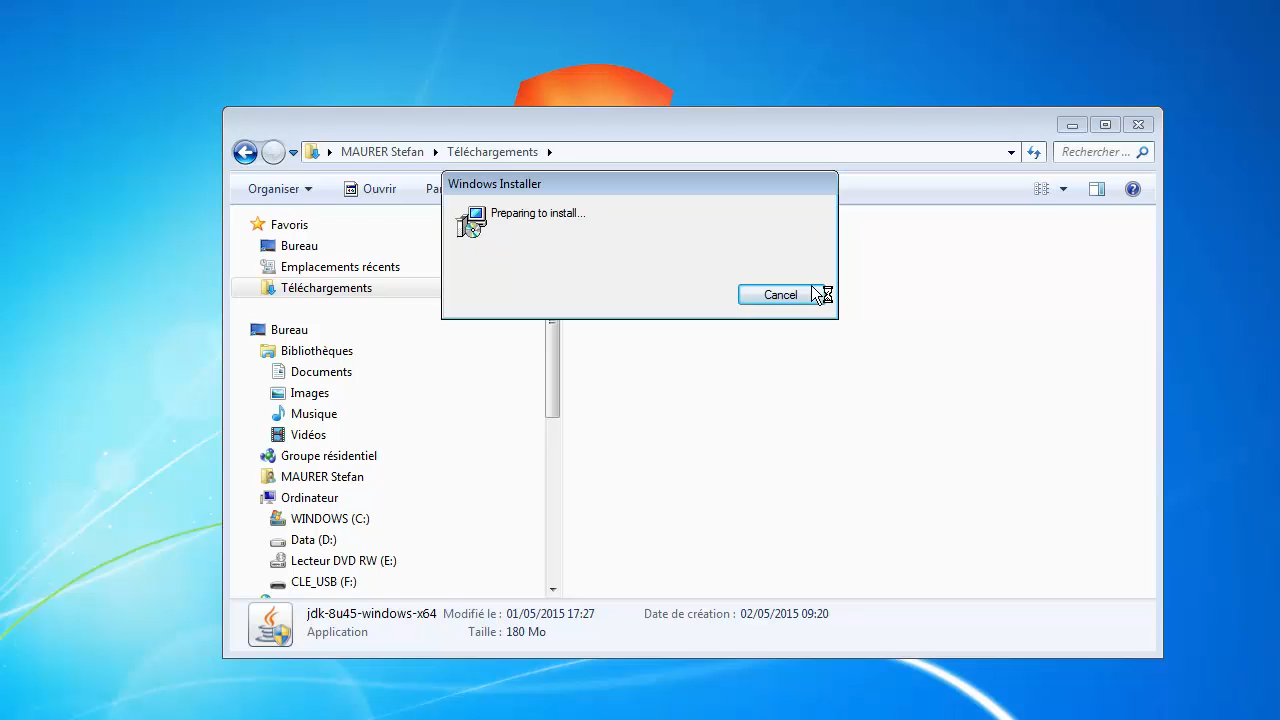 MAURER Stefan
Téléchargements
Rechercher ...
Organiser
Ouvrir
Pa
Windows Installer
Preparing to install...
Cancel
Favoris
Bureau
Emplacements récents
Téléchargements
Bureau
Bibliothèques
Documents
Images
Musique
Vidéos
Groupe résidentiel
MAURER Stefan
Ordinateur
WINDOWS (C:)
Data (D:)
Lecteur DVD RW (E:)
CLE_USB (F:)
jdk-8u45-windows-x64 Modifié le : 01/05/2015 17:27 Date de création : 02/05/2015 09:20
Application Taille : 180 Mo